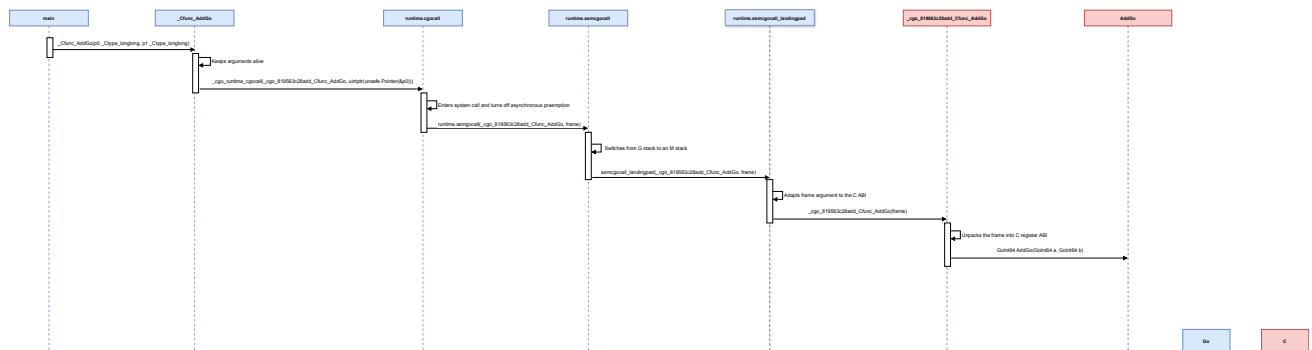 main
_Cfunc_AddGo
runtime.cgocall
runtime.asmcgocall
runtime.asmcgocall_landingpad
_cgo_819563c28add_Cfunc_AddGo
AddGo
_Cfunc_AddGo(p0 _Ctype_longlong, p1 _Ctype_longlong)
Keeps arguments alive
_cgo_runtime_cgocall(_cgo_819563c28add_Cfunc_AddGo, uintptr(unsafe.Pointer(&p0)))
Enters system call and turns off asynchronous preemption
runtime.asmgocall(_cgo_819563c28add_Cfunc_AddGo, frame)
Switches from G stack to an M stack
asmcgocall_landingpad(_cgo_819563c28add_Cfunc_AddGo, frame)
Adapts frame argument to the C ABI
_cgo_819563c28add_Cfunc_AddGo(frame)
Unpacks the frame into C register ABI
GoInt64 AddGo(GoInt64 a, GoInt64 b)
Go
C